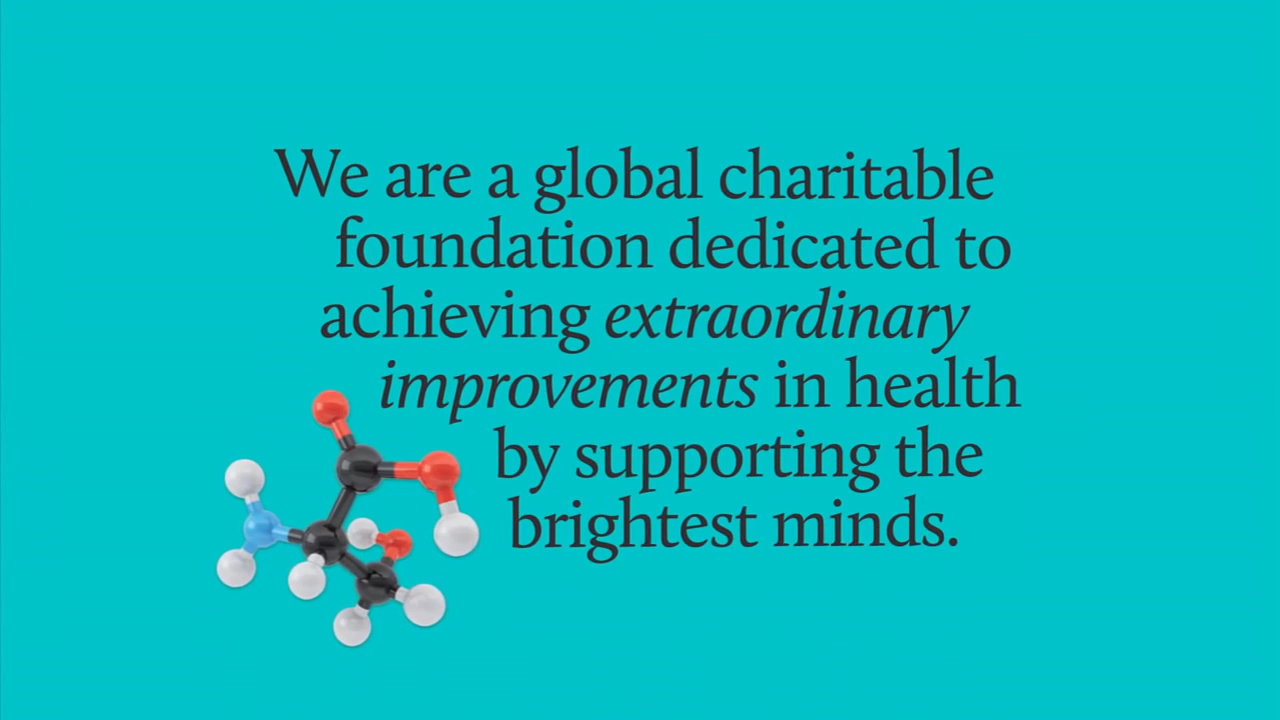 We are a global charitable
foundation dedicated to
achieving extraordinary
improvements in health
by supporting the
brightest minds.